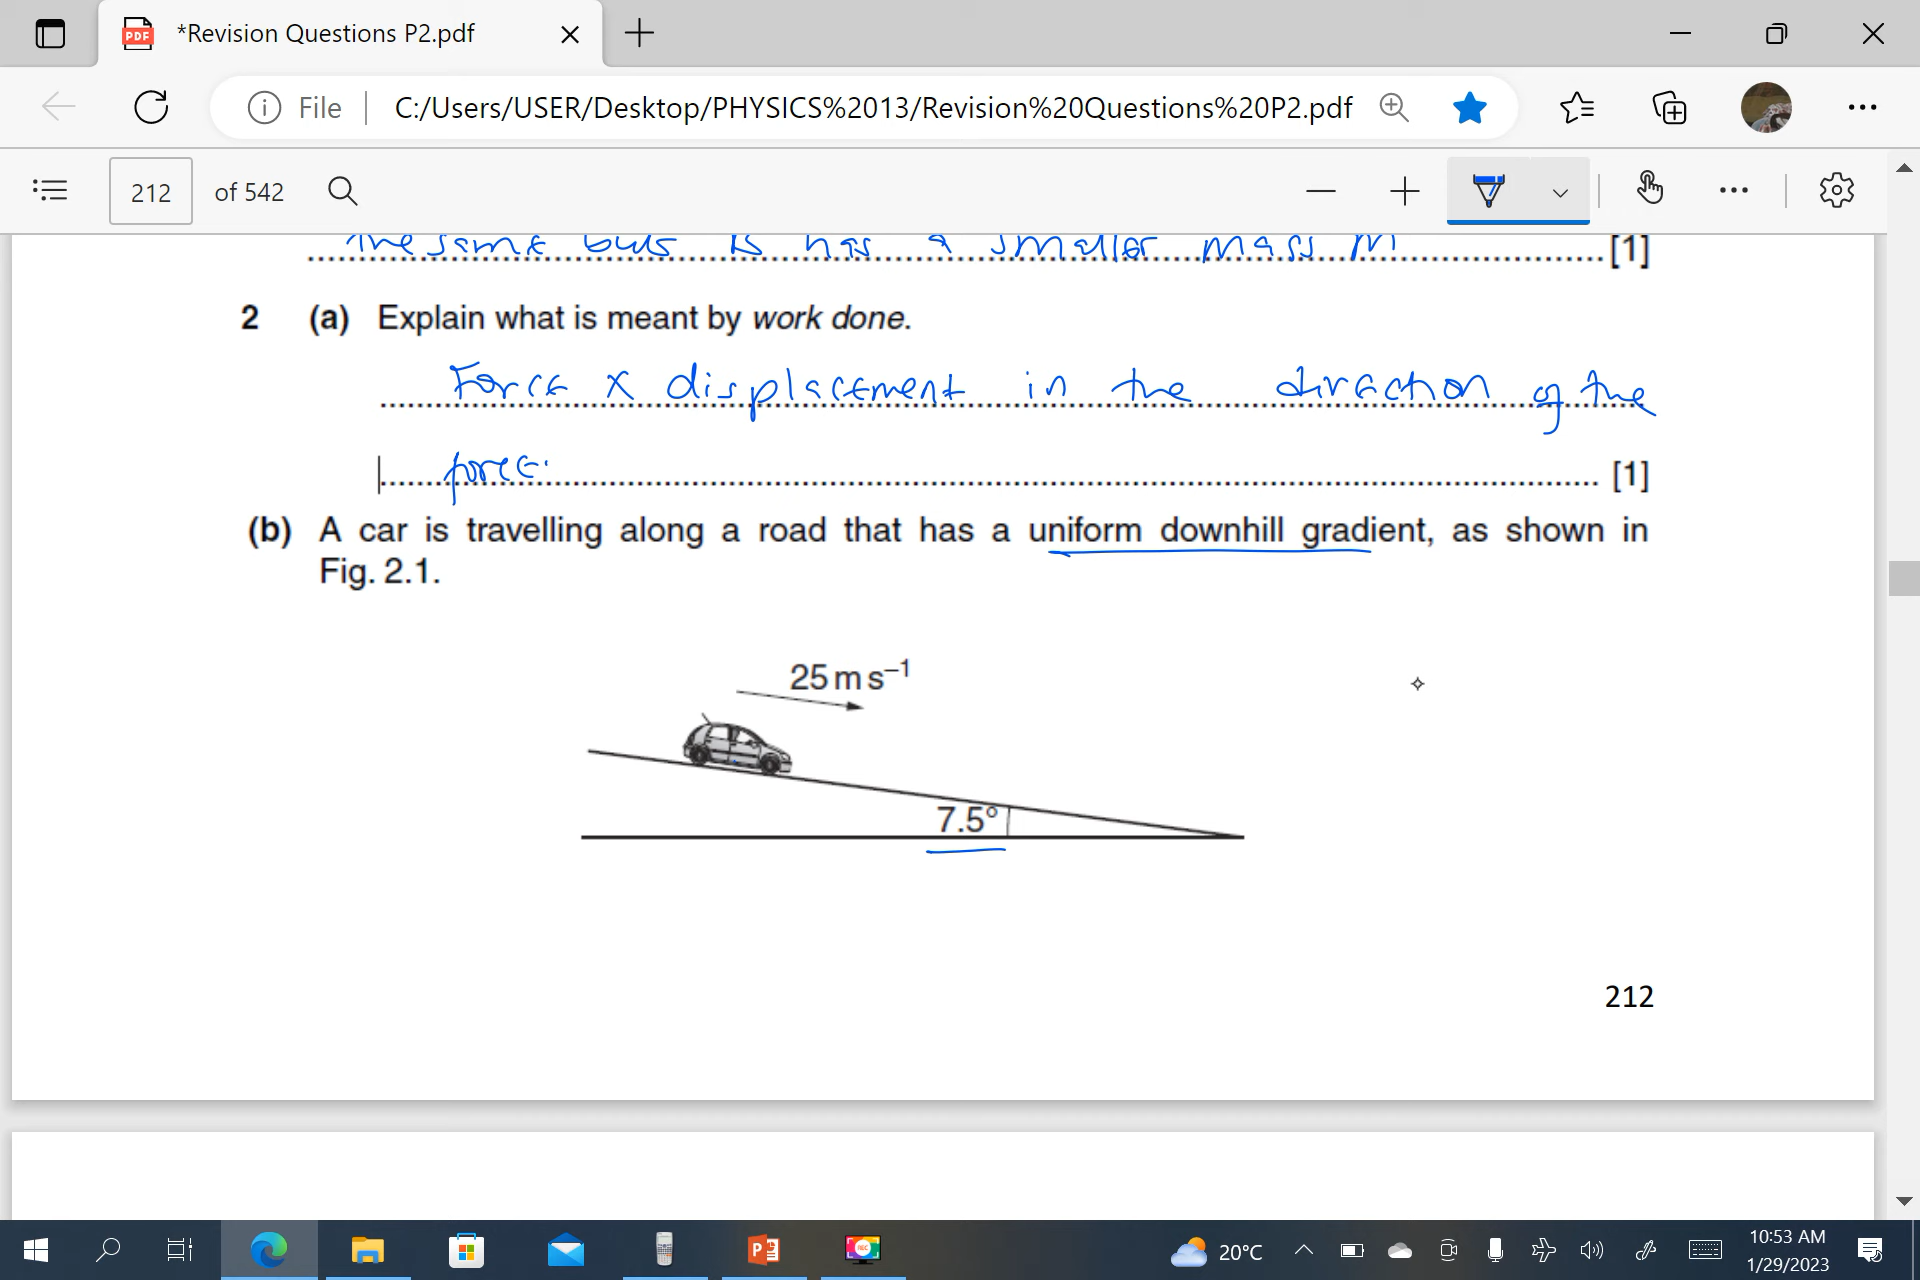 *Revision Questions P2.pdf
File
C:/Users/USER/Desktop/PHYSICS%2013/Revision%20Questions%20P2.pdf
212 of 542
the same but is has a smaller mass m [1]
2 (a) Explain what is meant by work done.
Force x displacement in the direction of the
force. [1]
(b) A car is travelling along a road that has a uniform downhill gradient, as shown in
Fig. 2.1.
25 m s⁻¹
7.5°
212
20°C
10:53 AM
1/29/2023